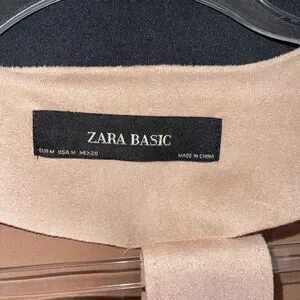 ZARA BASIC
EUR M USA M MEX 28
MADE IN CHINA